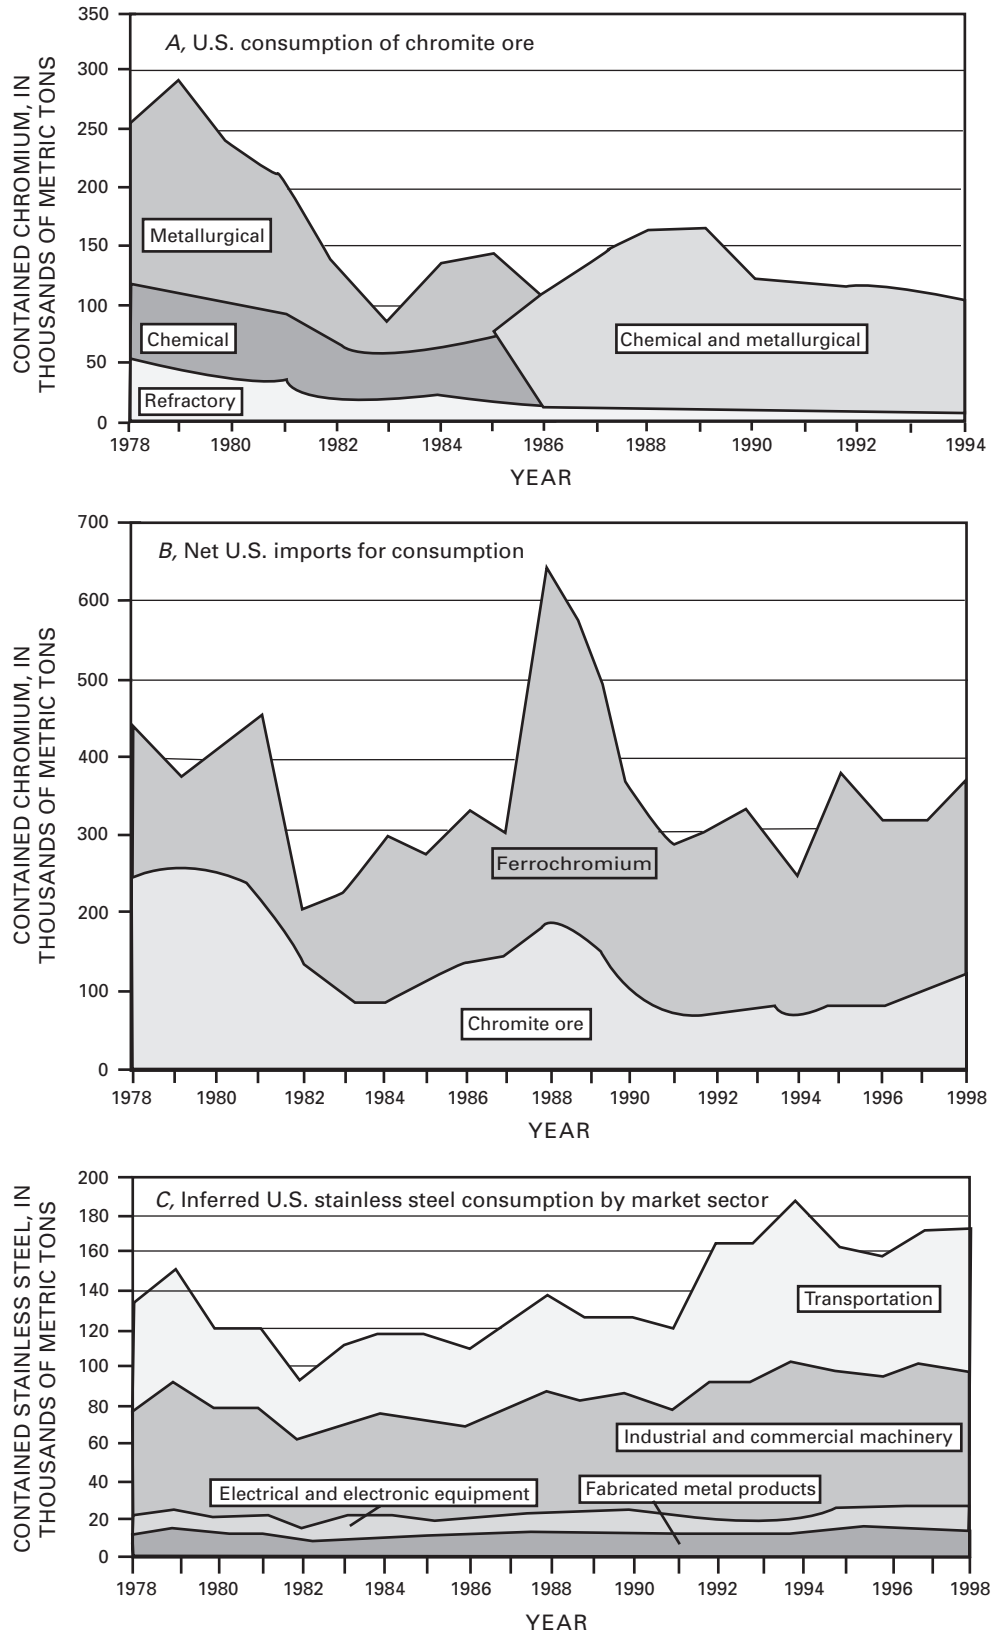 A, U.S. consumption of chromite ore
CONTAINED CHROMIUM, IN
THOUSANDS OF METRIC TONS
350
300
250
200
150
100
50
0
Metallurgical
Chemical
Refractory
Chemical and metallurgical
1978 1980 1982 1984 1986 1988 1990 1992 1994
YEAR
B, Net U.S. imports for consumption
CONTAINED CHROMIUM, IN
THOUSANDS OF METRIC TONS
700
600
500
400
300
200
100
0
Ferrochromium
Chromite ore
1978 1980 1982 1984 1986 1988 1990 1992 1994 1996 1998
YEAR
C, Inferred U.S. stainless steel consumption by market sector
CONTAINED STAINLESS STEEL, IN
THOUSANDS OF METRIC TONS
200
180
160
140
120
100
80
60
40
20
0
Transportation
Industrial and commercial machinery
Electrical and electronic equipment
Fabricated metal products
1978 1980 1982 1984 1986 1988 1990 1992 1994 1996 1998
YEAR